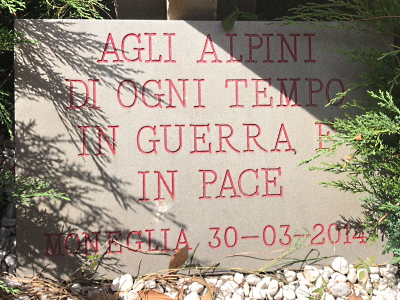 AGLI ALPINI
DI OGNI TEMPO
IN GUERRA E
IN PACE
MONEGLIA 30-03-2014